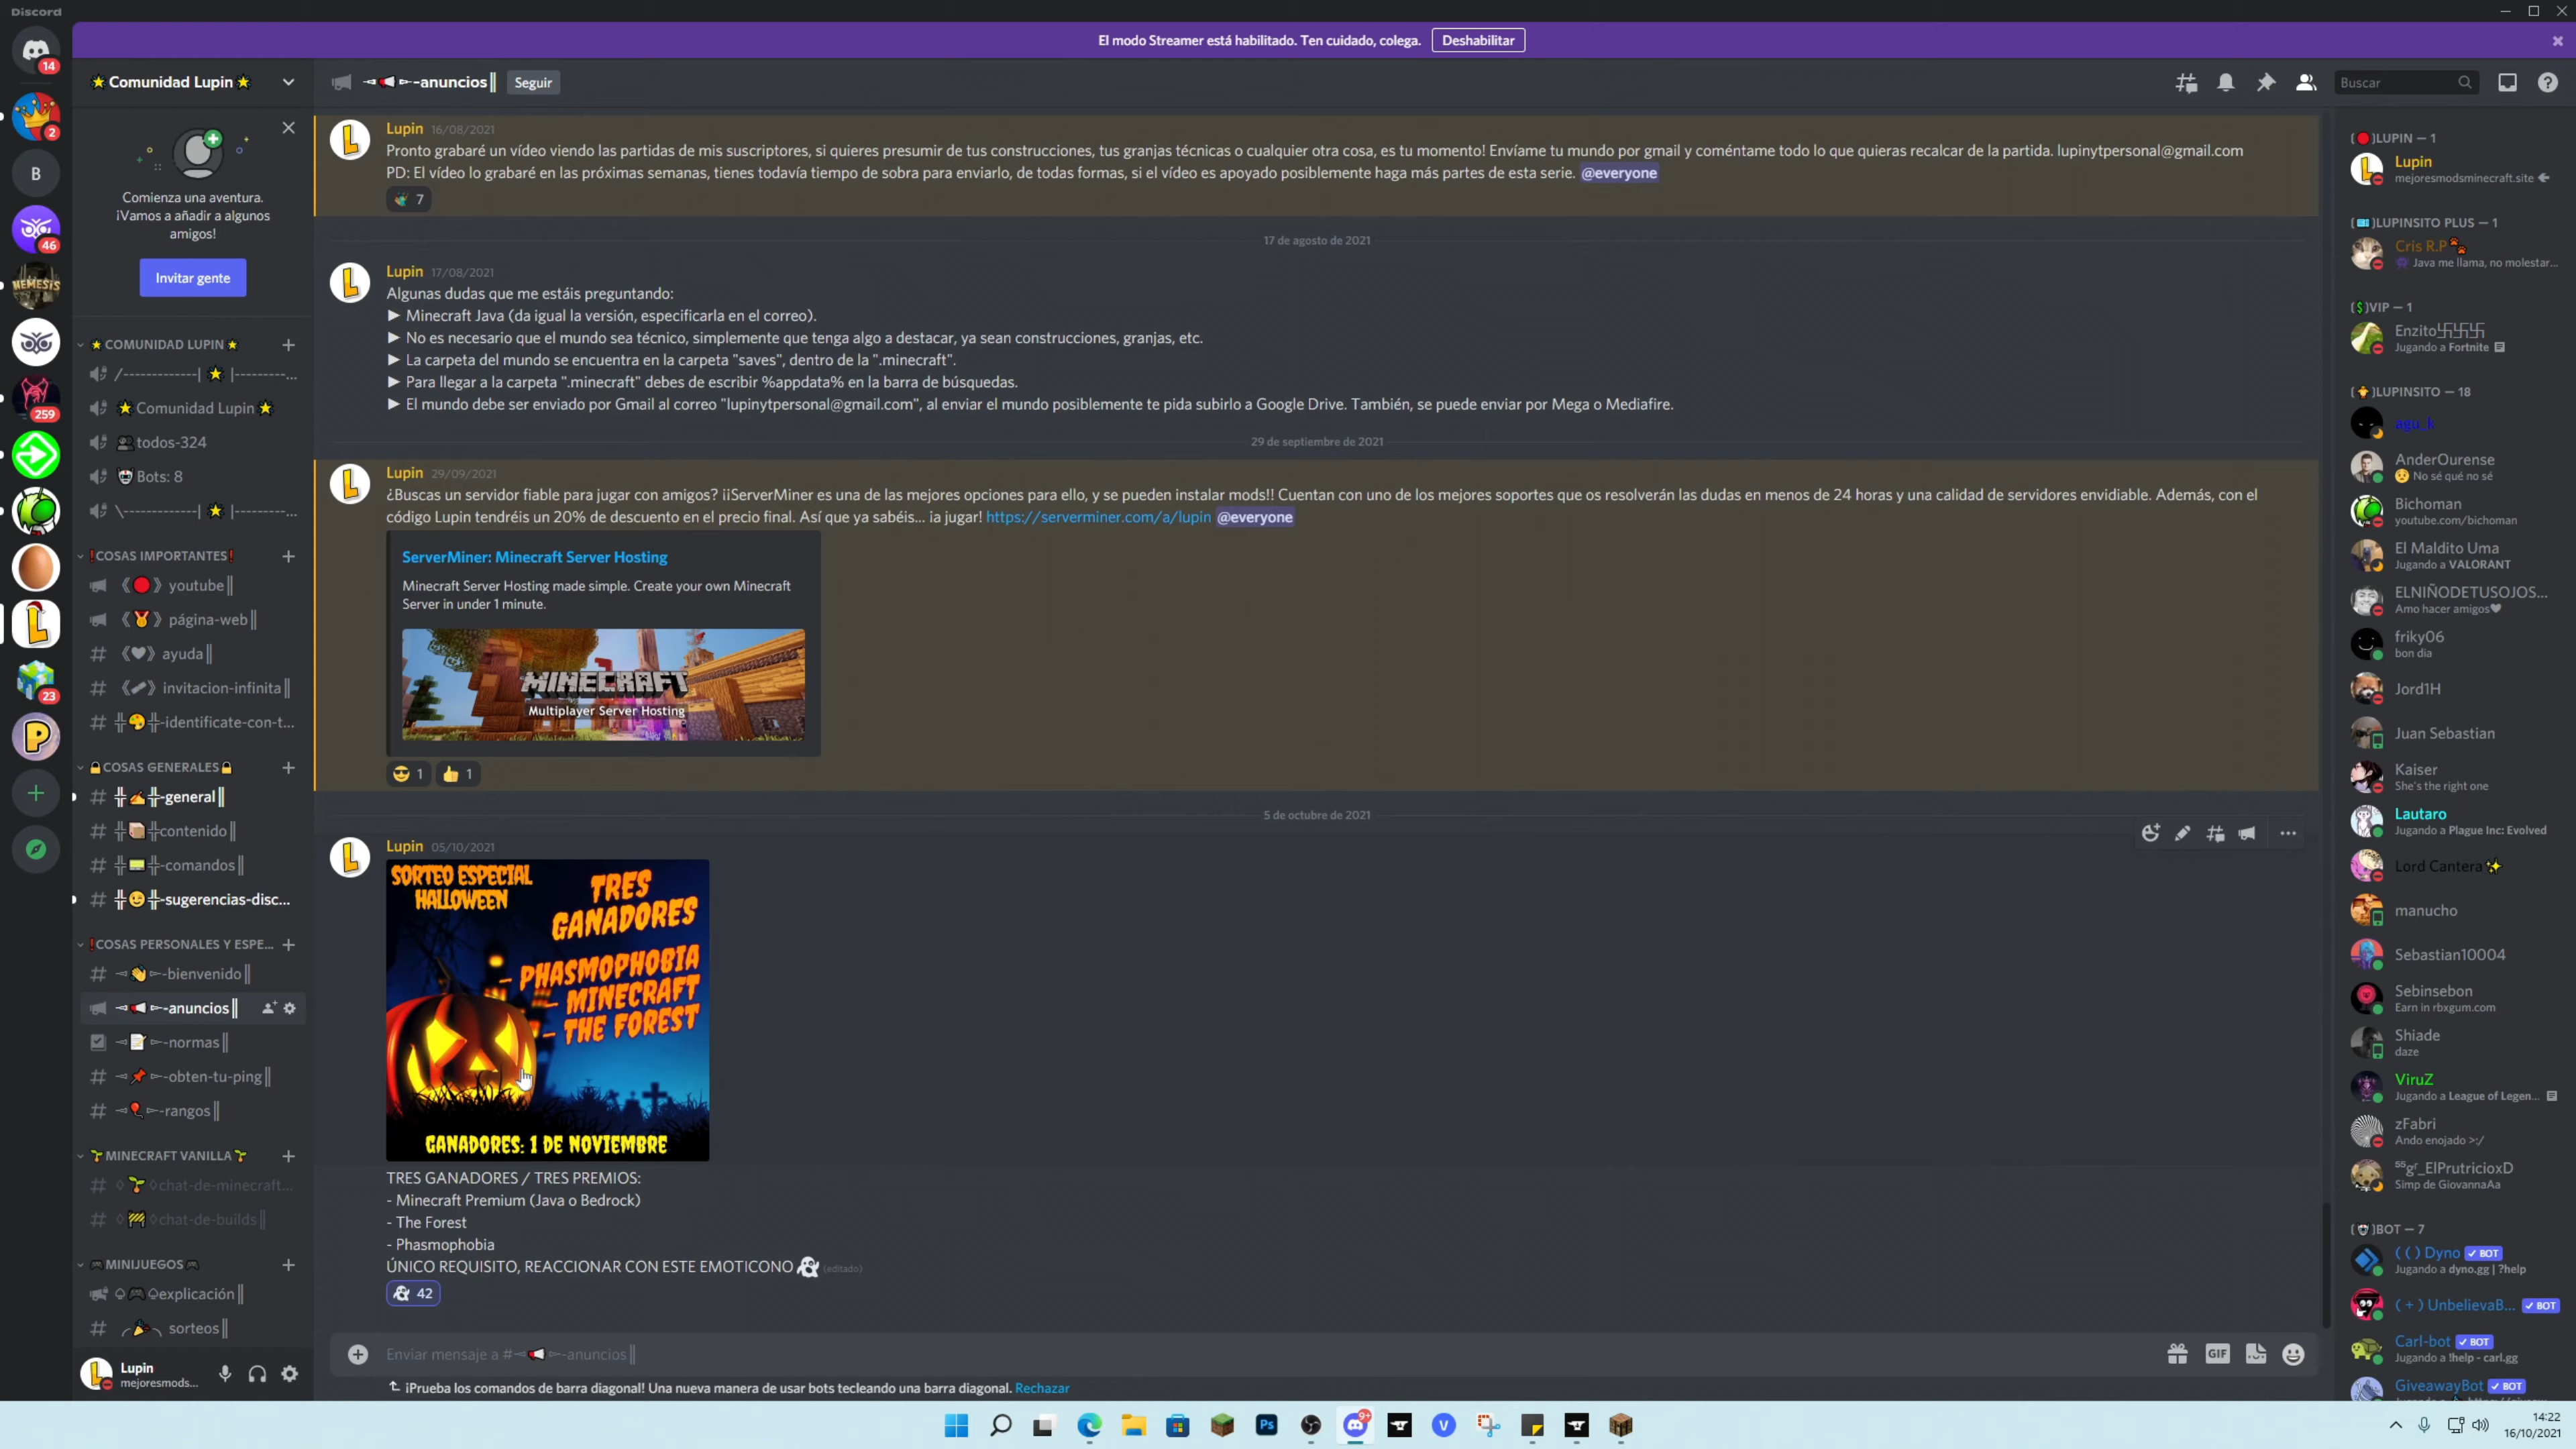 Discord
El modo Streamer está habilitado. Ten cuidado, colega. Deshabilitar
14
2
B
46
NEMESIS
259
23
⭐ Comunidad Lupin ⭐
Comienza una aventura.
¡Vamos a añadir a algunos
amigos!
Invitar gente
⭐ COMUNIDAD LUPIN ⭐
/------------| ⭐ |---------...
⭐ Comunidad Lupin ⭐
todos-324
Bots: 8
\------------| ⭐ |---------...
❗COSAS IMPORTANTES❗
《🔴》 youtube║
《🏅》 página-web║
《❤》 ayuda║
《》 invitacion-infinita║
╬🎨╬-identificate-con-t...
🔒COSAS GENERALES🔒
╬✍╬-general║
╬📦╬contenido║
╬╬-comandos║
╬😉╬-sugerencias-disc...
❗COSAS PERSONALES Y ESPE...
👋-bienvenido║
📢-anuncios║
📝-normas║
📌-obten-tu-ping║
🎈-rangos║
🌱MINECRAFT VANILLA🌱
◊🌱◊chat-de-minecraft...
◊🚧◊chat-de-builds║
🎮MINIJUEGOS🎮
🎮explicación║
🎉 sorteos║
Lupin
mejoresmods...
📢-anuncios║ Seguir
Buscar
Lupin 16/08/2021
Pronto grabaré un vídeo viendo las partidas de mis suscriptores, si quieres presumir de tus construcciones, tus granjas técnicas o cualquier otra cosa, es tu momento! Envíame tu mundo por gmail y coméntame todo lo que quieras recalcar de la partida. lupinytpersonal@gmail.com
PD: El vídeo lo grabaré en las próximas semanas, tienes todavía tiempo de sobra para enviarlo, de todas formas, si el vídeo es apoyado posiblemente haga más partes de esta serie. @everyone
7
17 de agosto de 2021
Lupin 17/08/2021
Algunas dudas que me estáis preguntando:
► Minecraft Java (da igual la versión, especificarla en el correo).
► No es necesario que el mundo sea técnico, simplemente que tenga algo a destacar, ya sean construcciones, granjas, etc.
► La carpeta del mundo se encuentra en la carpeta "saves", dentro de la ".minecraft".
► Para llegar a la carpeta ".minecraft" debes de escribir %appdata% en la barra de búsquedas.
► El mundo debe ser enviado por Gmail al correo "lupinytpersonal@gmail.com", al enviar el mundo posiblemente te pida subirlo a Google Drive. También, se puede enviar por Mega o Mediafire.
29 de septiembre de 2021
Lupin 29/09/2021
¿Buscas un servidor fiable para jugar con amigos? ¡¡ServerMiner es una de las mejores opciones para ello, y se pueden instalar mods!! Cuentan con uno de los mejores soportes que os resolverán las dudas en menos de 24 horas y una calidad de servidores envidiable. Además, con el
código Lupin tendréis un 20% de descuento en el precio final. Así que ya sabéis... ¡a jugar! https://serverminer.com/a/lupin @everyone
ServerMiner: Minecraft Server Hosting
Minecraft Server Hosting made simple. Create your own Minecraft
Server in under 1 minute.
MINECRAFT
Multiplayer Server Hosting
😎 1 👍 1
5 de octubre de 2021
Lupin 05/10/2021
SORTEO ESPECIAL
HALLOWEEN
TRES
GANADORES
- PHASMOPHOBIA
- MINECRAFT
- THE FOREST
GANADORES: 1 DE NOVIEMBRE
TRES GANADORES / TRES PREMIOS:
- Minecraft Premium (Java o Bedrock)
- The Forest
- Phasmophobia
ÚNICO REQUISITO, REACCIONAR CON ESTE EMOTICONO 👻 (editado)
👻 42
Enviar mensaje a #📢-anuncios║
GIF
¡Prueba los comandos de barra diagonal! Una nueva manera de usar bots tecleando una barra diagonal. Rechazar
(🔴)LUPIN — 1
Lupin
mejoresmodsminecraft.site
()LUPINSITO PLUS — 1
Cris R.P🐾
Java me llama, no molestar...
($)VIP — 1
Enzito卐卐卐
Jugando a Fortnite
()LUPINSITO — 18
agu_k
AnderOurense
No sé qué no sé
Bichoman
youtube.com/bichoman
El Maldito Uma
Jugando a VALORANT
ELNIÑODETUSOJOS...
Amo hacer amigos♥
friky06
bon dia
Jord1H
Juan Sebastian
Kaiser
She's the right one
Lautaro
Jugando a Plague Inc: Evolved
Lord Cantera✨
manucho
Sebastian10004
Sebinsebon
Earn in rbxgum.com
Shiade
daze
ViruZ
Jugando a League of Legen...
zFabri
Ando enojado >:/
gʳ_ElPrutricioxD
Simp de GiovannaAa
()BOT — 7
( () Dyno ✓ BOT
Jugando a dyno.gg | ?help
( + ) UnbelievaB... ✓ BOT
Carl-bot ✓ BOT
Jugando a !help - carl.gg
GiveawayBot ✓ BOT
Ps
9+
V
14:22
16/10/2021